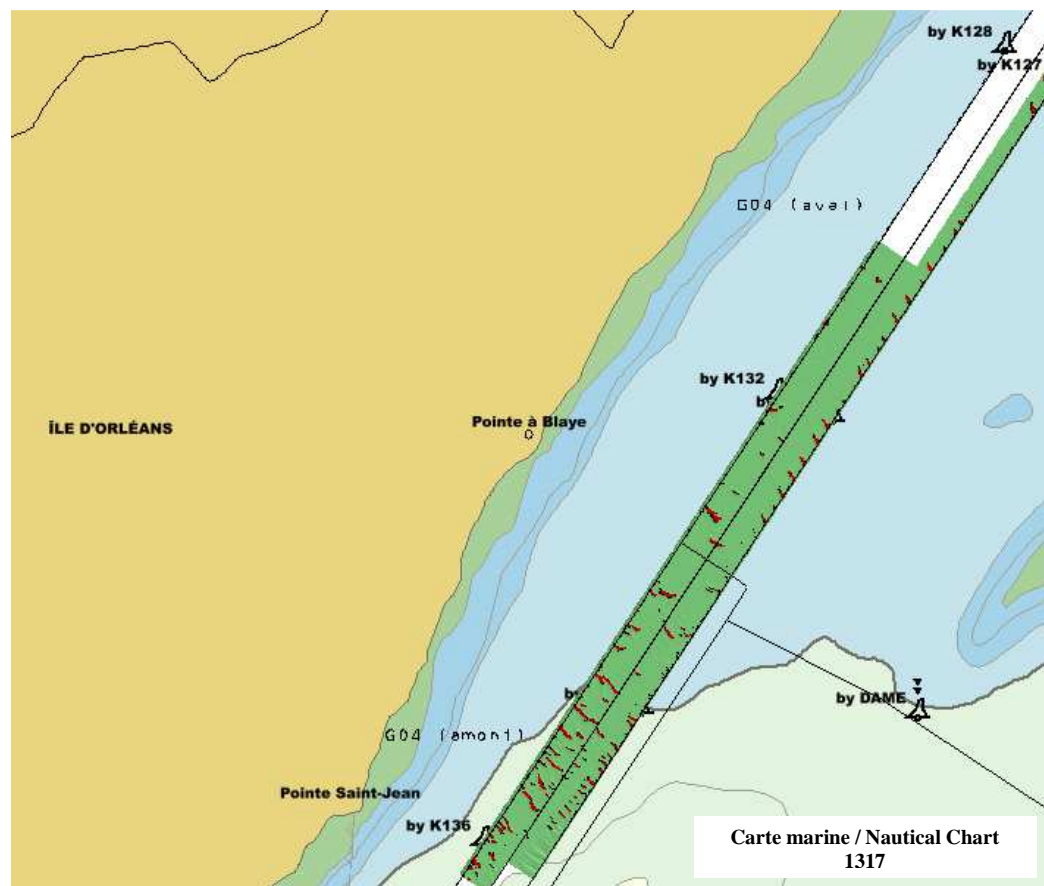 by K128
by K127
G04 (aval)
by K132
b
Pointe à Blaye
ÎLE D'ORLÉANS
b
by DAME
G04 (amont)
Pointe Saint-Jean
by K136
Carte marine / Nautical Chart
1317